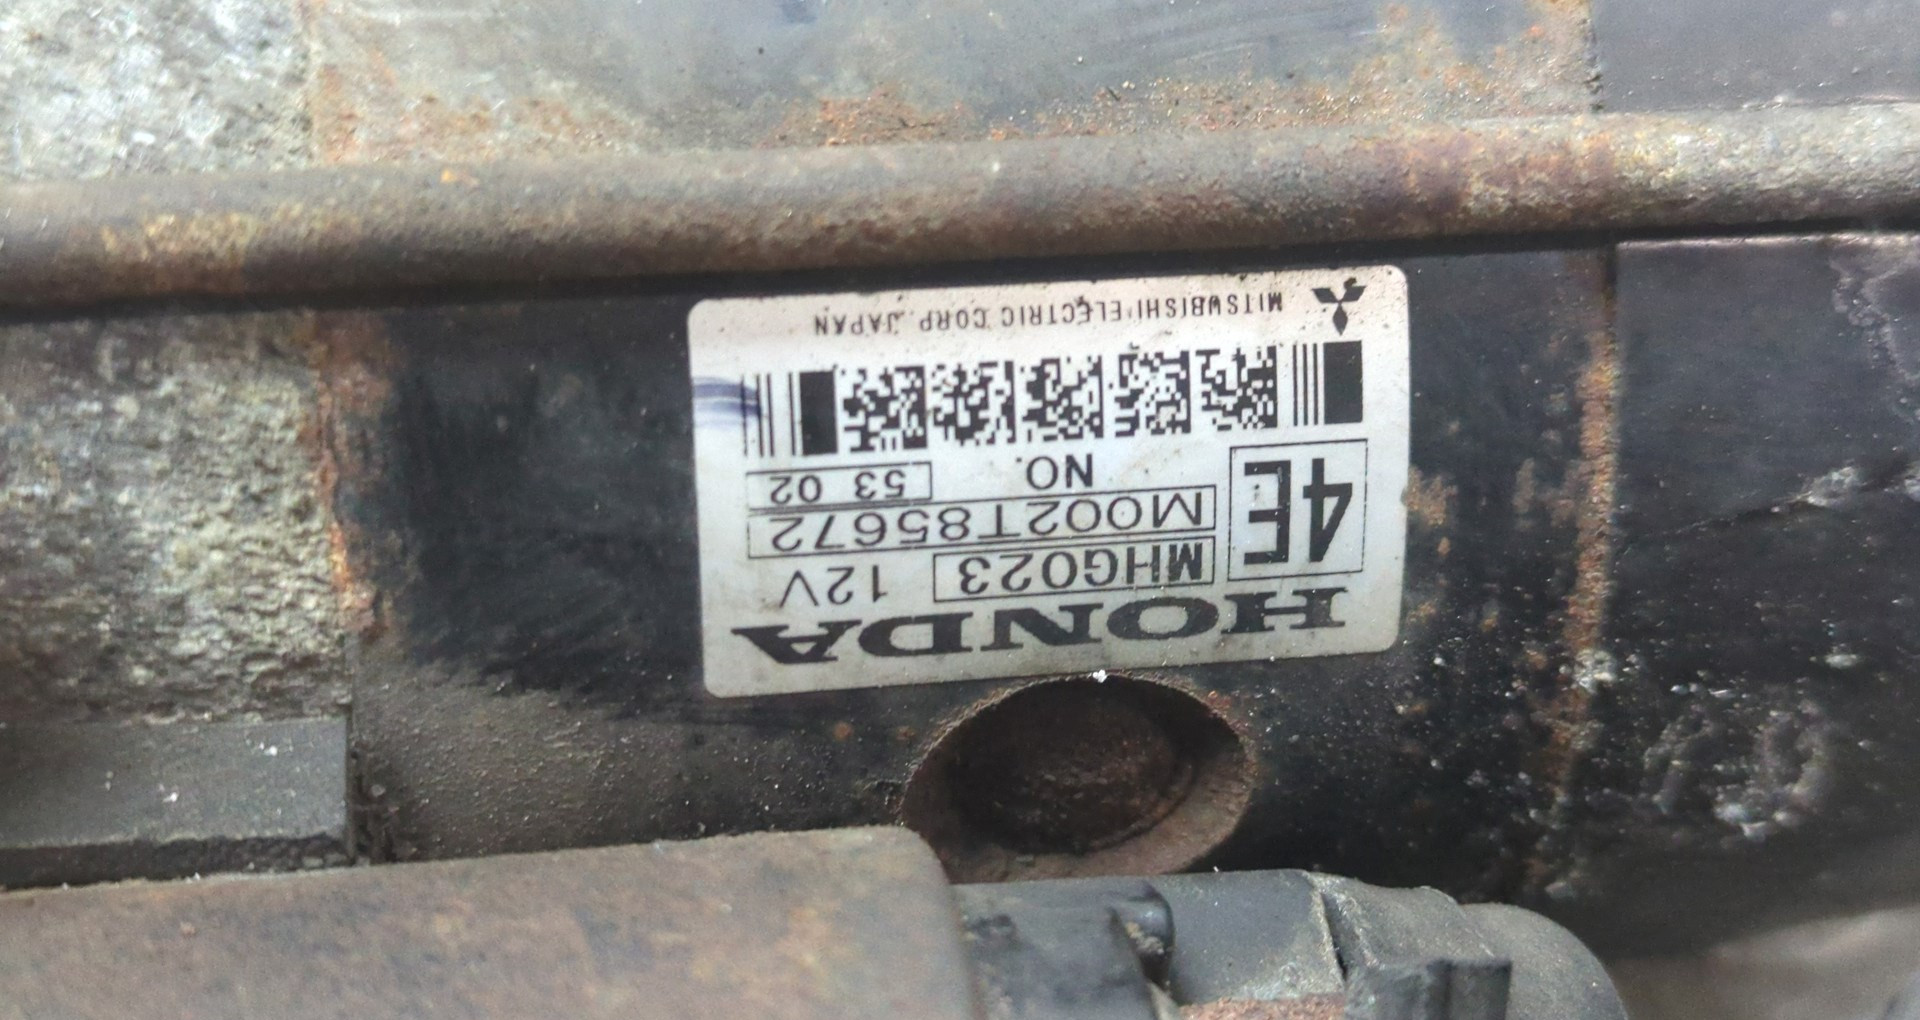 HONDA
4E
MHG023 12V
M002T85672
NO. 53 02
MITSUBISHI ELECTRIC CORP. JAPAN